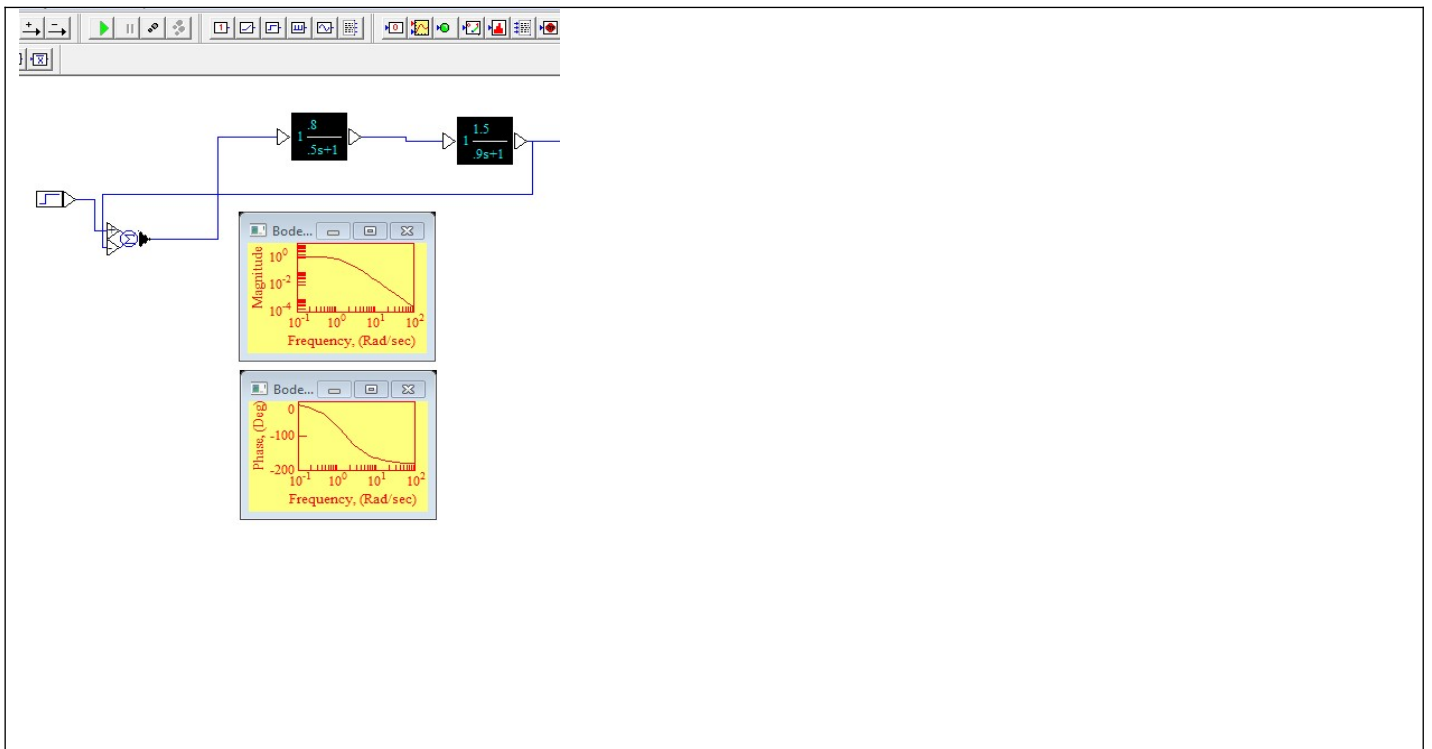 1 .8
.5s+1
1 1.5
.9s+1
Bode...
Magnitude
10^0
10^-2
10^-4
10^-1 10^0 10^1 10^2
Frequency, (Rad/sec)
Bode...
Phase, (Deg)
0
-100
-200
10^-1 10^0 10^1 10^2
Frequency, (Rad/sec)